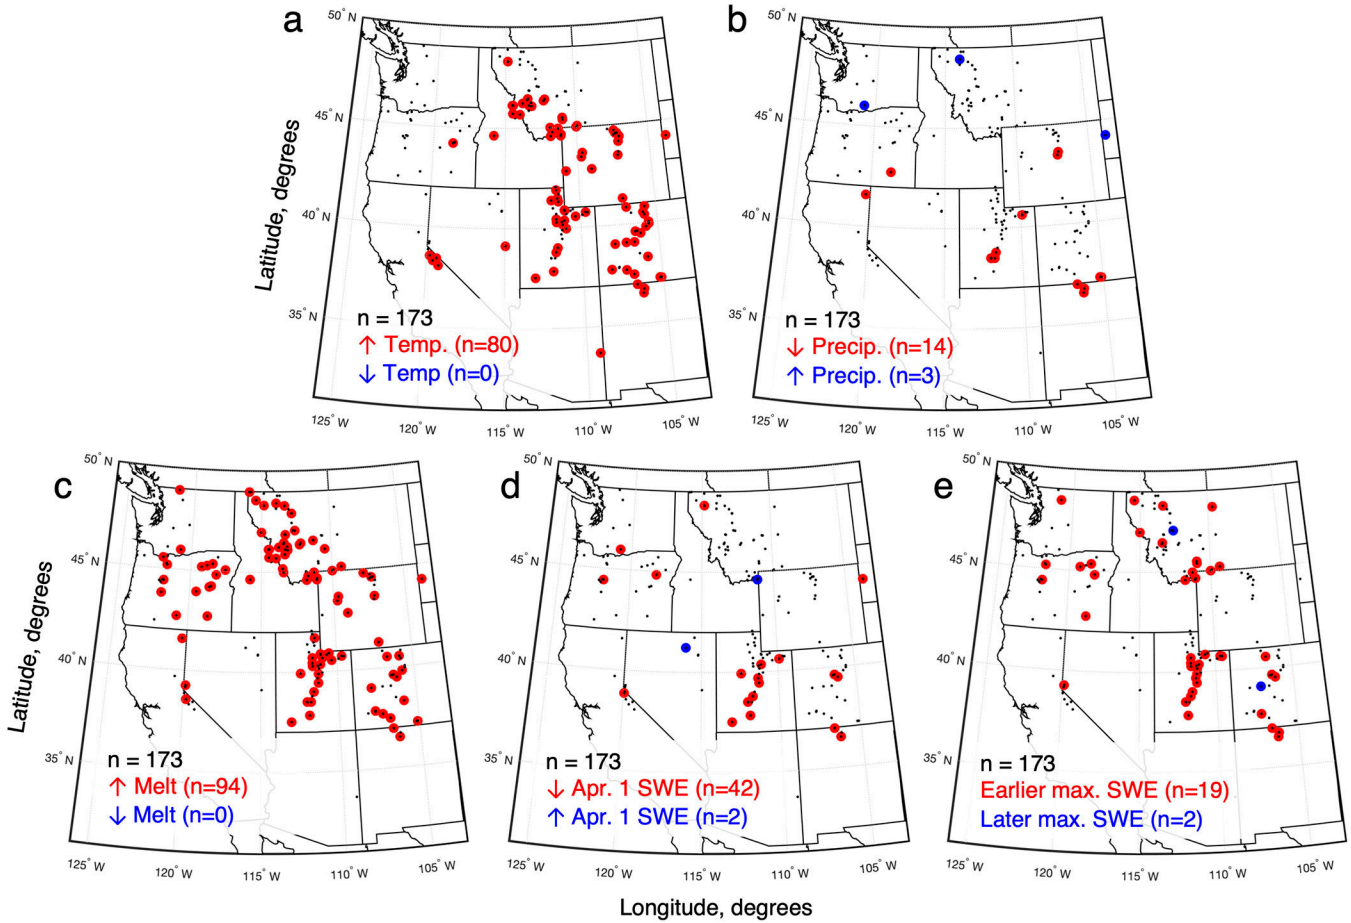 a
b
50° N
45° N
40° N
35° N
Latitude, degrees
n = 173
↑ Temp. (n=80)
↓ Temp (n=0)
125° W
120° W
115° W
110° W
105° W
50° N
45° N
40° N
35° N
n = 173
↓ Precip. (n=14)
↑ Precip. (n=3)
125° W
120° W
115° W
110° W
105° W
c
d
e
50° N
45° N
40° N
35° N
Latitude, degrees
n = 173
↑ Melt (n=94)
↓ Melt (n=0)
125° W
120° W
115° W
110° W
105° W
50° N
45° N
40° N
35° N
n = 173
↓ Apr. 1 SWE (n=42)
↑ Apr. 1 SWE (n=2)
125° W
120° W
115° W
110° W
105° W
50° N
45° N
40° N
35° N
n = 173
Earlier max. SWE (n=19)
Later max. SWE (n=2)
125° W
120° W
115° W
110° W
105° W
Longitude, degrees